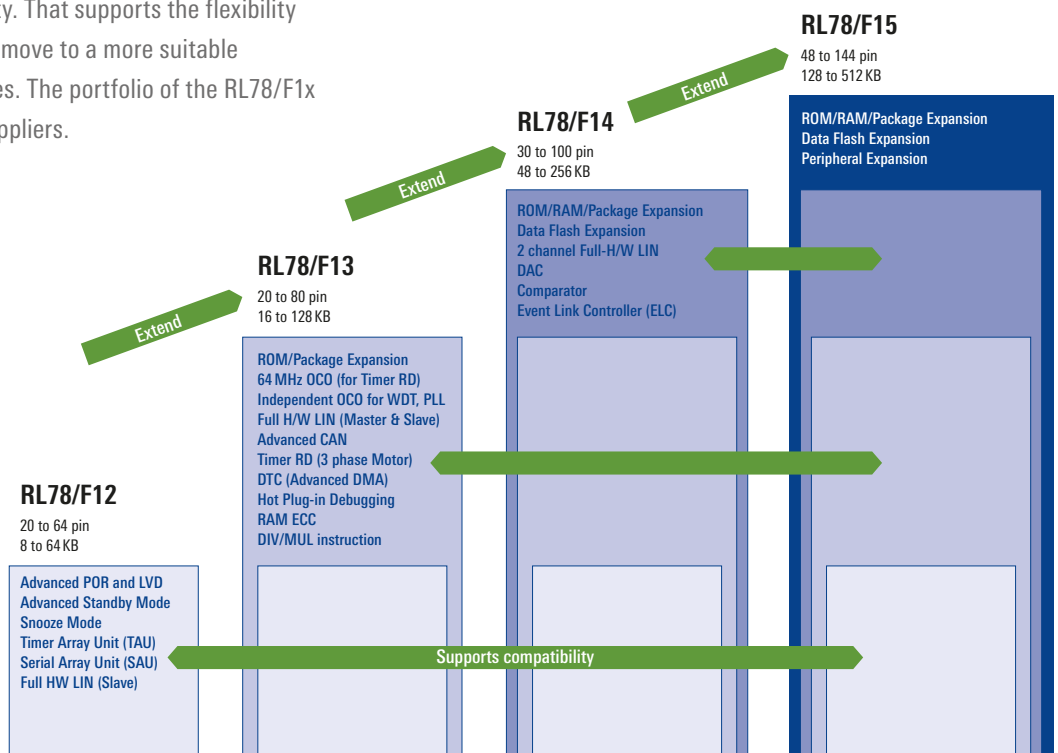 ty. That supports the flexibility
move to a more suitable
es. The portfolio of the RL78/F1x
ppliers.
RL78/F15
48 to 144 pin
128 to 512 KB
Extend
ROM/RAM/Package Expansion
Data Flash Expansion
Peripheral Expansion
RL78/F14
30 to 100 pin
48 to 256 KB
Extend
ROM/RAM/Package Expansion
Data Flash Expansion
2 channel Full-H/W LIN
DAC
Comparator
Event Link Controller (ELC)
RL78/F13
20 to 80 pin
16 to 128 KB
Extend
ROM/Package Expansion
64 MHz OCO (for Timer RD)
Independent OCO for WDT, PLL
Full H/W LIN (Master & Slave)
Advanced CAN
Timer RD (3 phase Motor)
DTC (Advanced DMA)
Hot Plug-in Debugging
RAM ECC
DIV/MUL instruction
RL78/F12
20 to 64 pin
8 to 64 KB
Advanced POR and LVD
Advanced Standby Mode
Snooze Mode
Timer Array Unit (TAU)
Serial Array Unit (SAU)
Full HW LIN (Slave)
Supports compatibility